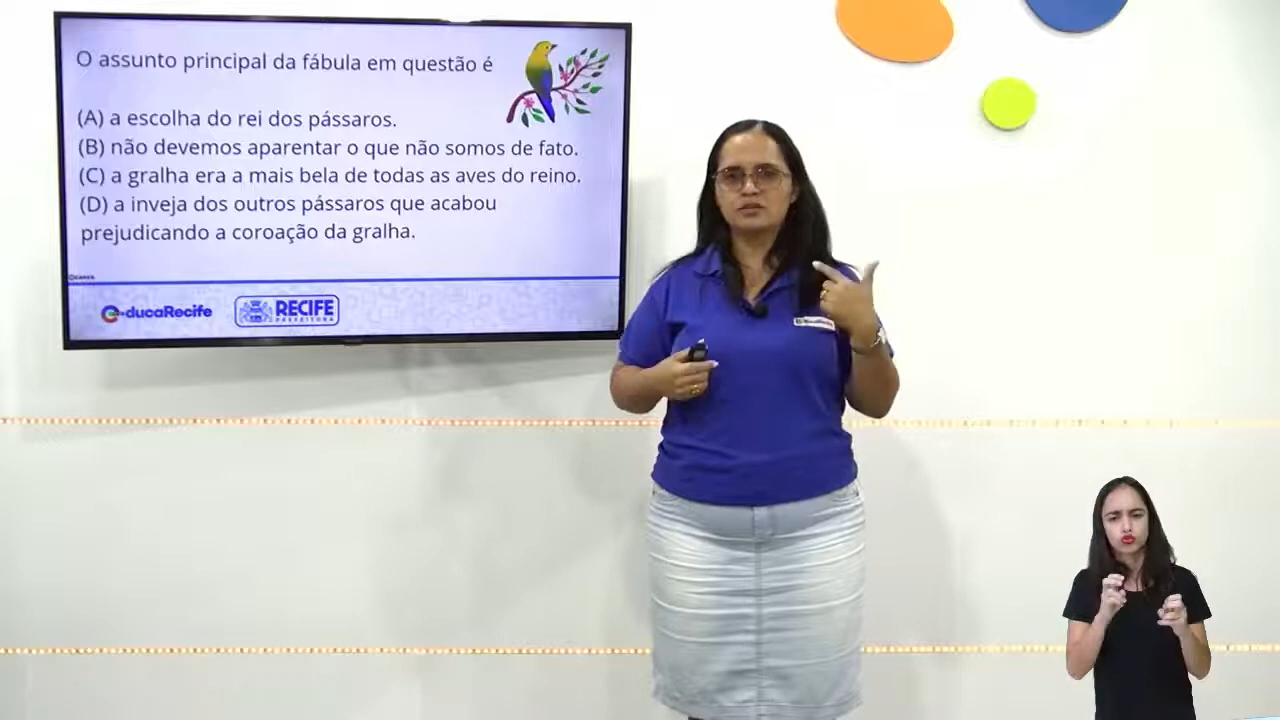 O assunto principal da fábula em questão é
(A) a escolha do rei dos pássaros.
(B) não devemos aparentar o que não somos de fato.
(C) a gralha era a mais bela de todas as aves do reino.
(D) a inveja dos outros pássaros que acabou
prejudicando a coroação da gralha.
EducaRecife
RECIFE
PREFEITURA